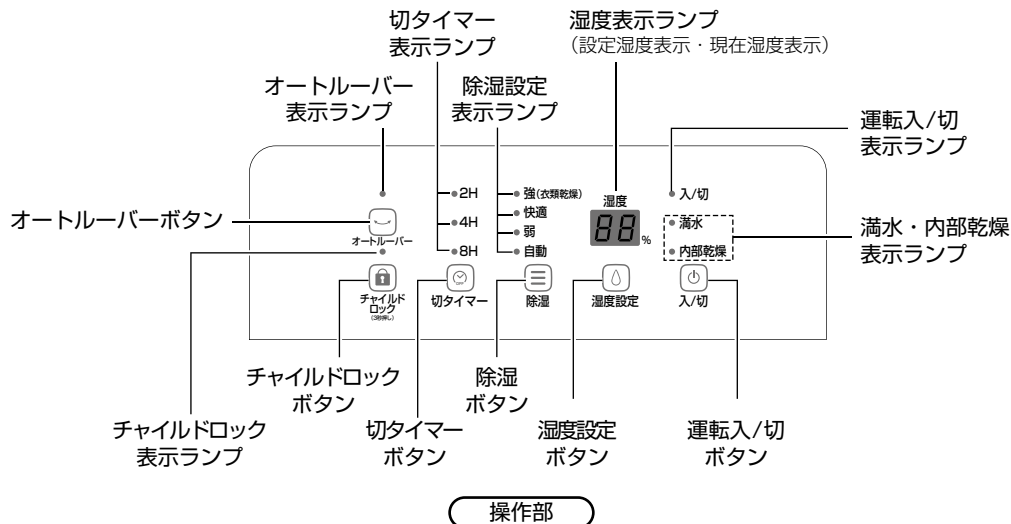 切タイマー
表示ランプ
湿度表示ランプ
（設定湿度表示・現在湿度表示）
オートルーバー
表示ランプ
除湿設定
表示ランプ
運転入/切
表示ランプ
2H
4H
8H
強(衣類乾燥)
快適
弱
自動
湿度
88
%
入/切
満水
内部乾燥
オートルーバーボタン
オートルーバー
満水・内部乾燥
表示ランプ
チャイルド
ロック
(3秒押し)
切タイマー
除湿
湿度設定
入/切
チャイルドロック
ボタン
除湿
ボタン
チャイルドロック
表示ランプ
切タイマー
ボタン
湿度設定
ボタン
運転入/切
ボタン
操作部